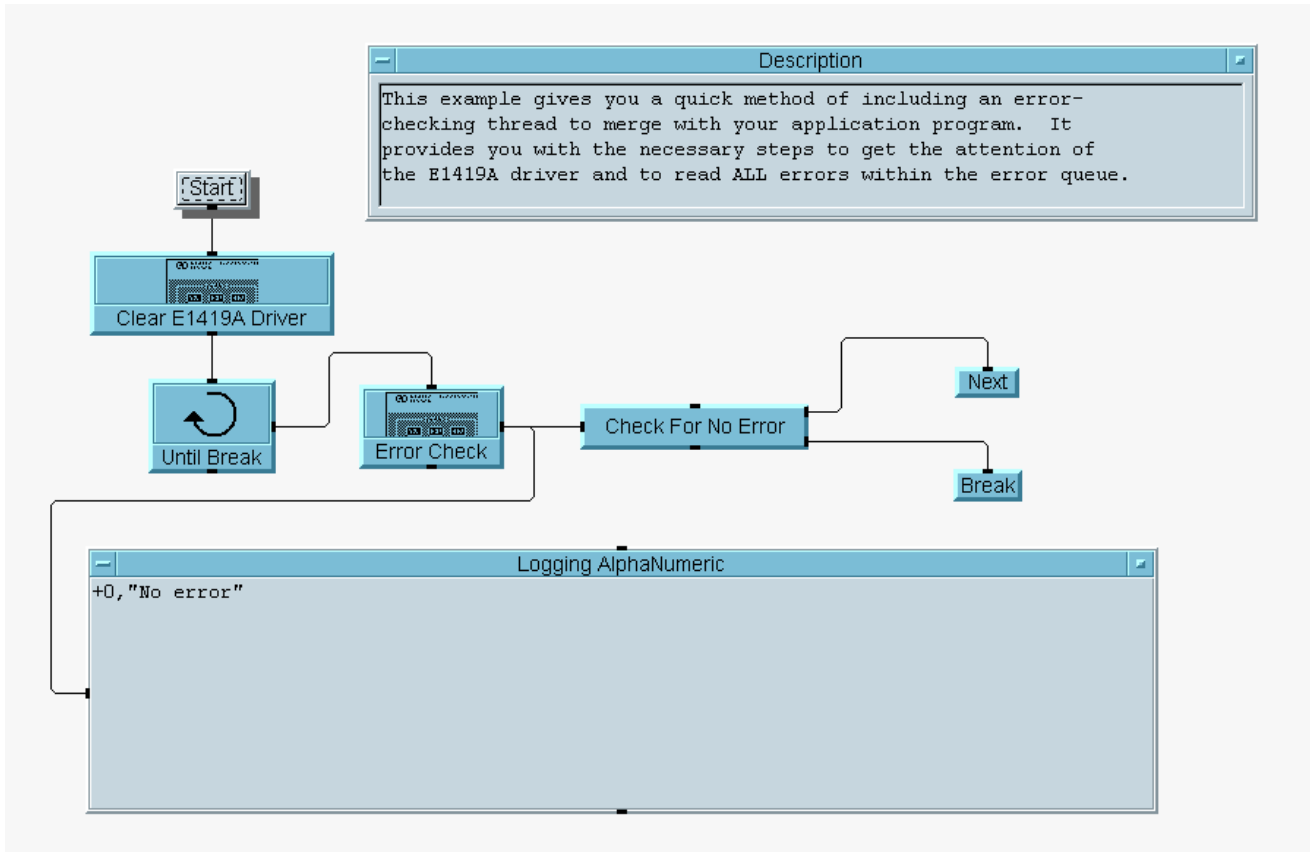 Description
This example gives you a quick method of including an error-
checking thread to merge with your application program.  It
provides you with the necessary steps to get the attention of
the E1419A driver and to read ALL errors within the error queue.
Start
Clear E1419A Driver
Until Break
Error Check
Check For No Error
Next
Break
Logging AlphaNumeric
+0,"No error"